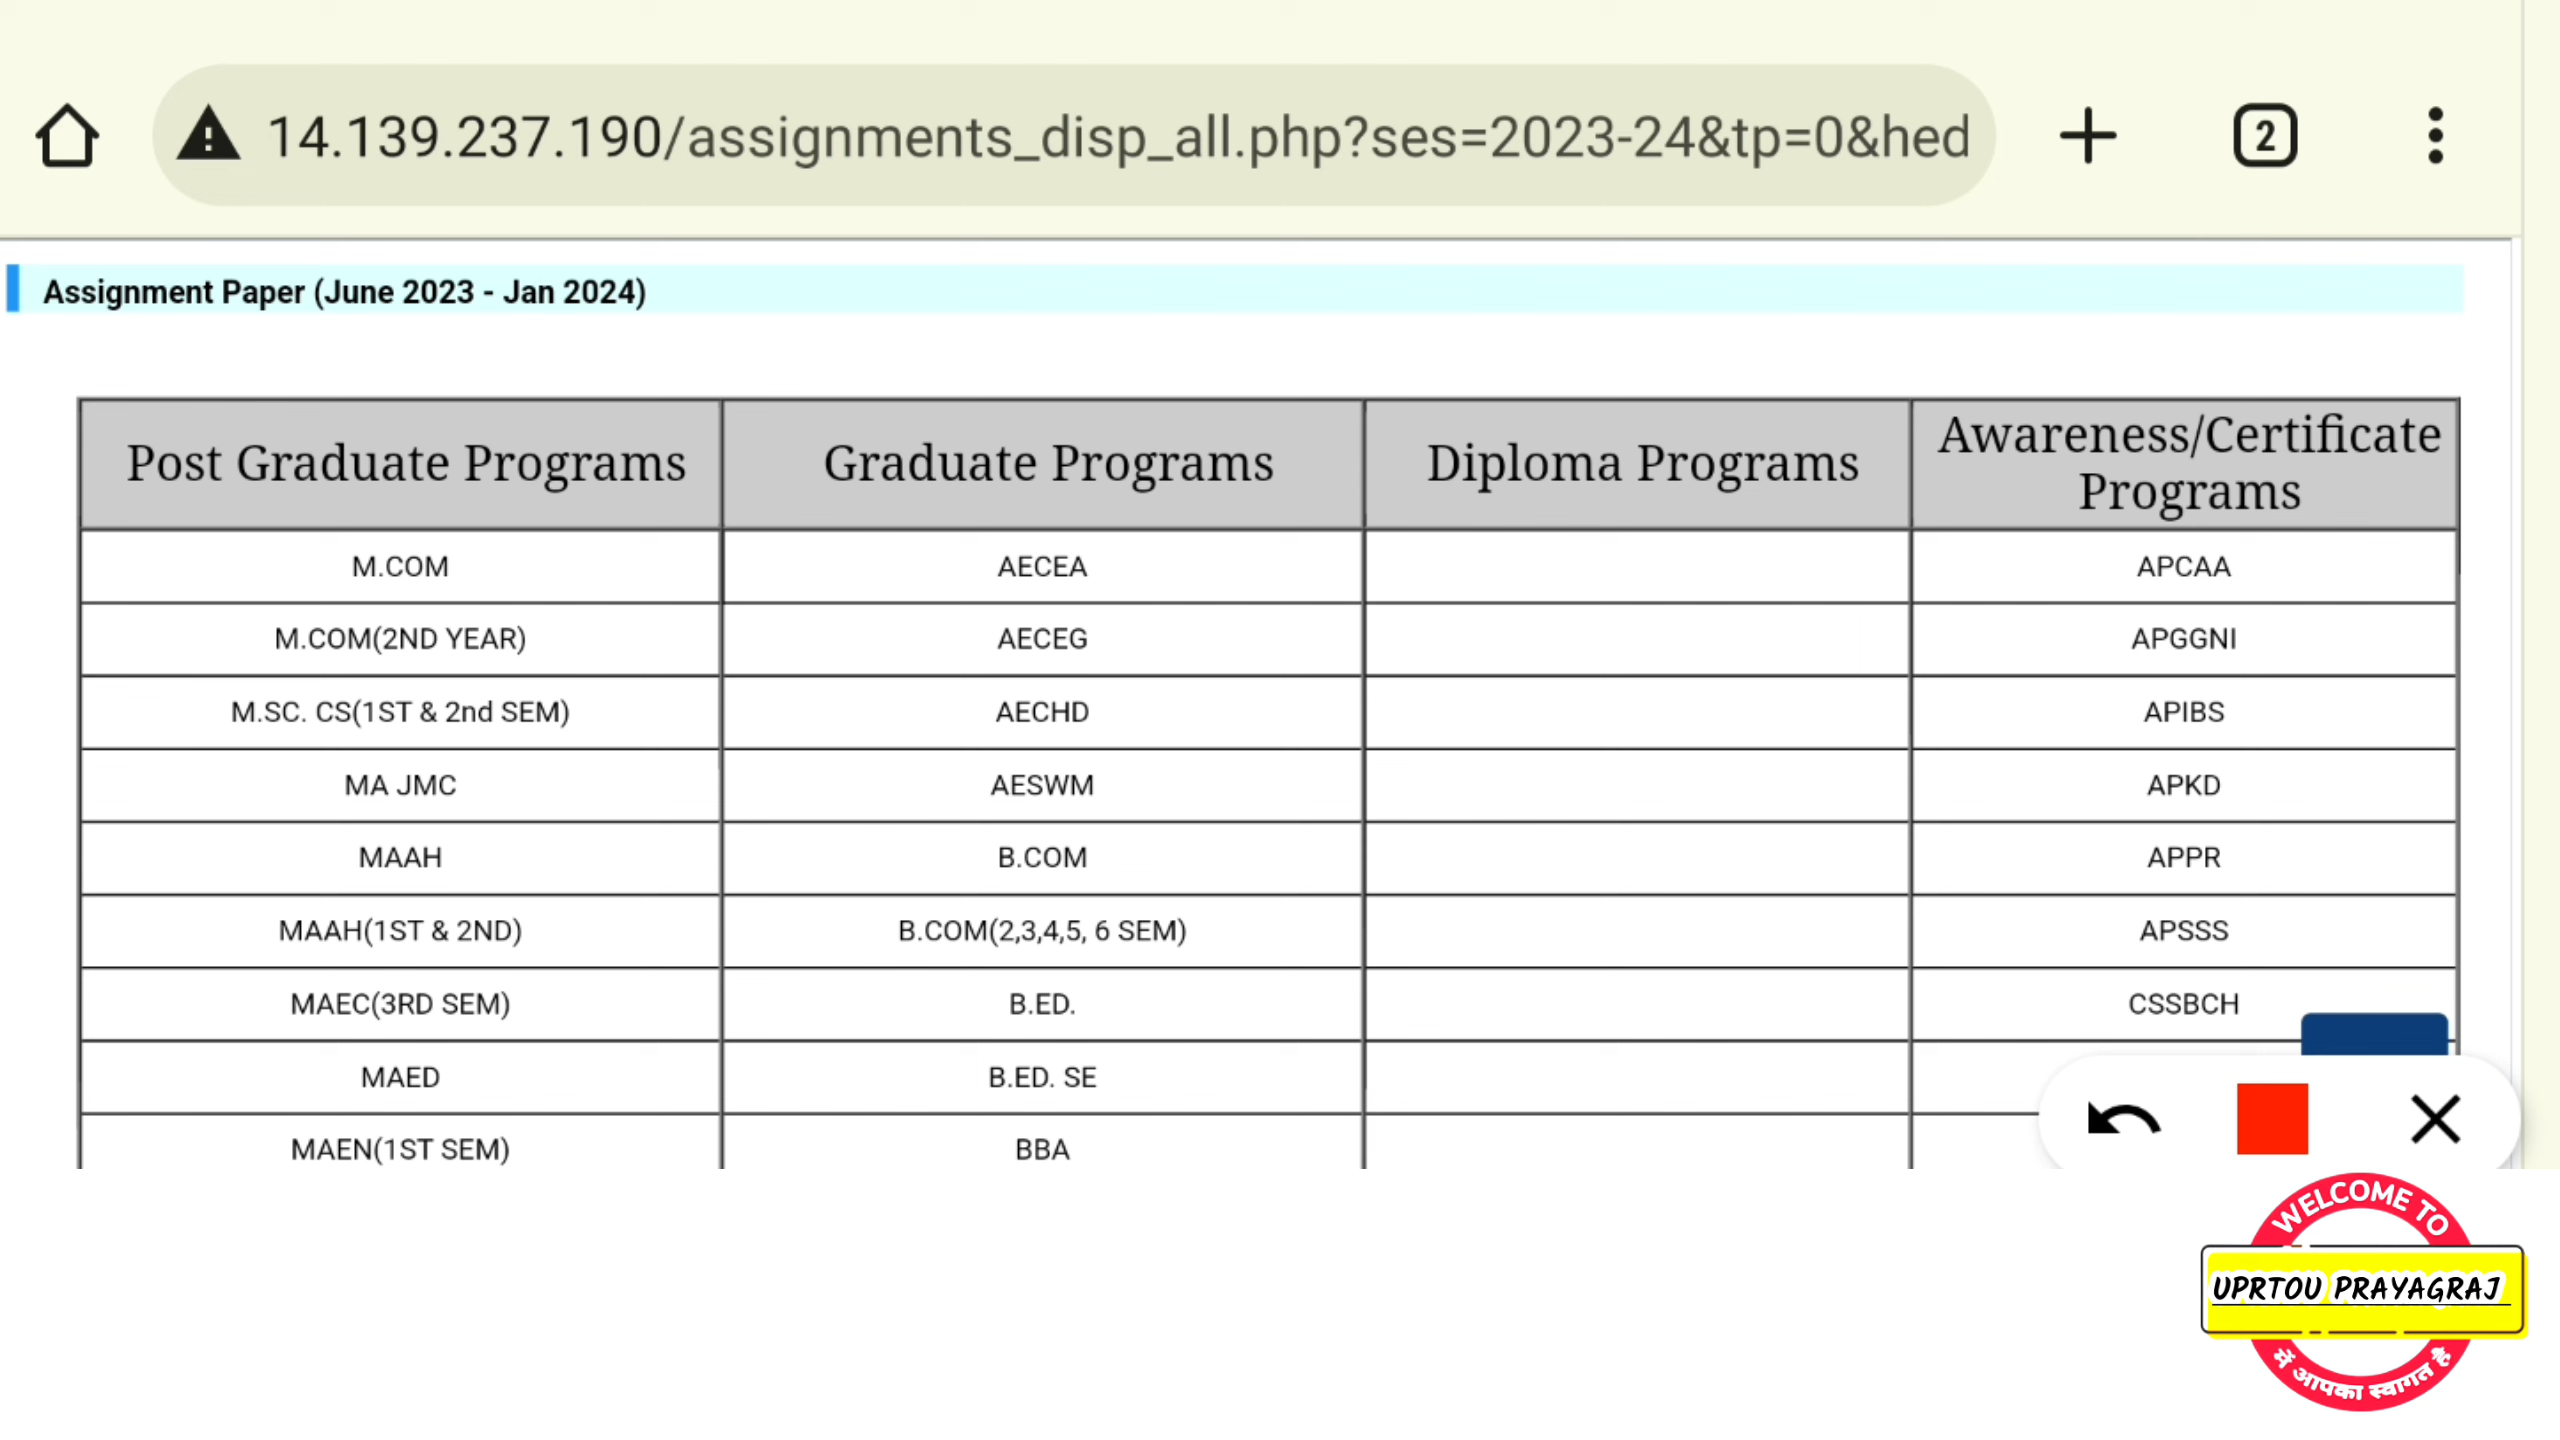 14.139.237.190/assignments_disp_all.php?ses=2023-24&tp=0&hed
2
Assignment Paper (June 2023 - Jan 2024)
Post Graduate Programs Graduate Programs Diploma Programs Awareness/Certificate Programs
M.COM AECEA APCAA
M.COM(2ND YEAR) AECEG APGGNI
M.SC. CS(1ST & 2nd SEM) AECHD APIBS
MA JMC AESWM APKD
MAAH B.COM APPR
MAAH(1ST & 2ND) B.COM(2,3,4,5, 6 SEM) APSSS
MAEC(3RD SEM) B.ED. CSSBCH
MAED B.ED. SE
MAEN(1ST SEM) BBA
WELCOME TO
UPRTOU PRAYAGRAJ
में आपका स्वागत है